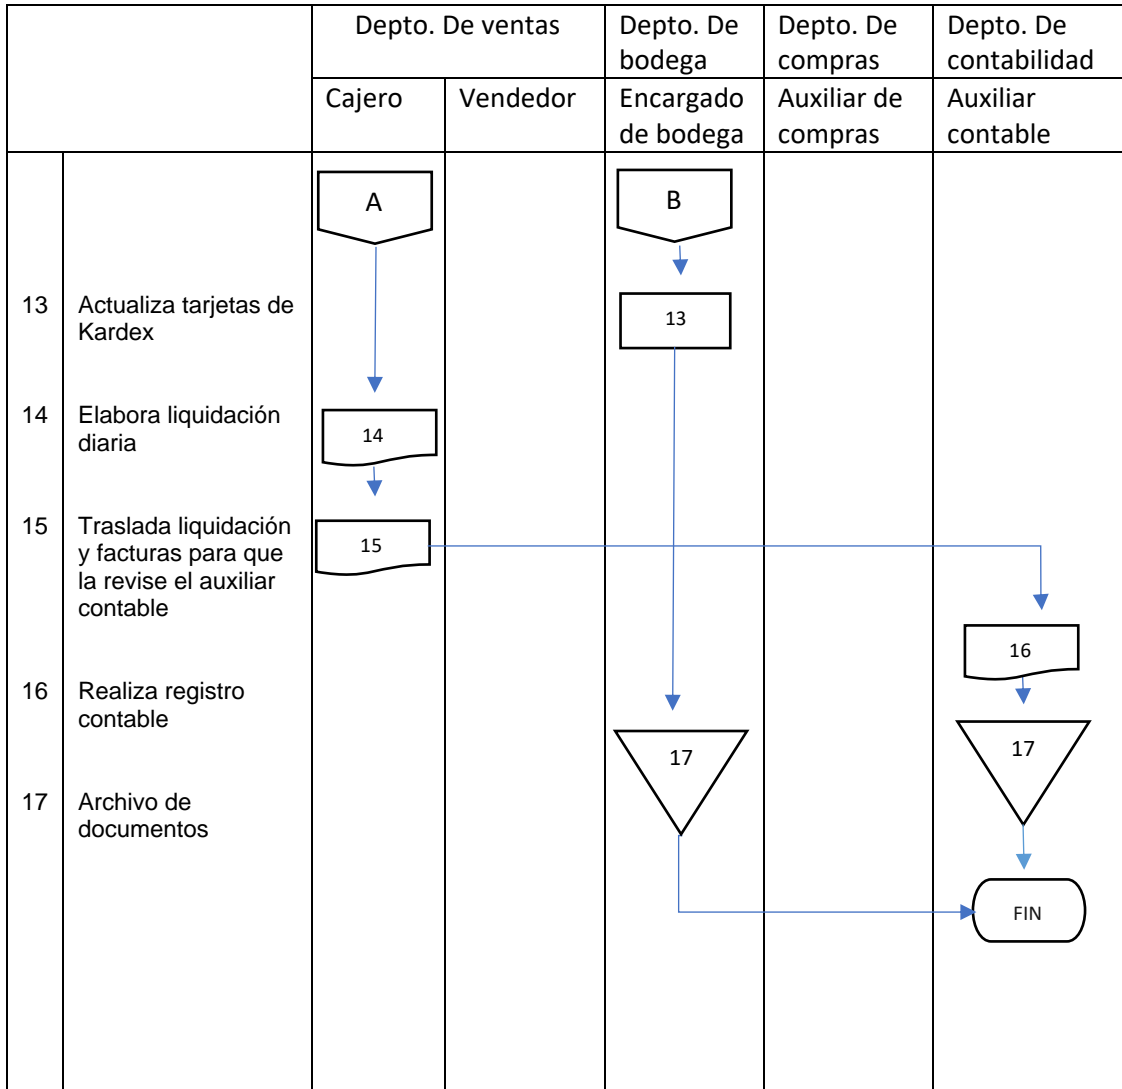 Depto. De ventas
Depto. De
bodega
Depto. De
compras
Depto. De
contabilidad
Cajero
Vendedor
Encargado
de bodega
Auxiliar de
compras
Auxiliar
contable
A
B
13
Actualiza tarjetas de
Kardex
13
14
Elabora liquidación
diaria
14
15
Traslada liquidación
y facturas para que
la revise el auxiliar
contable
15
16
16
Realiza registro
contable
17
17
17
Archivo de
documentos
FIN